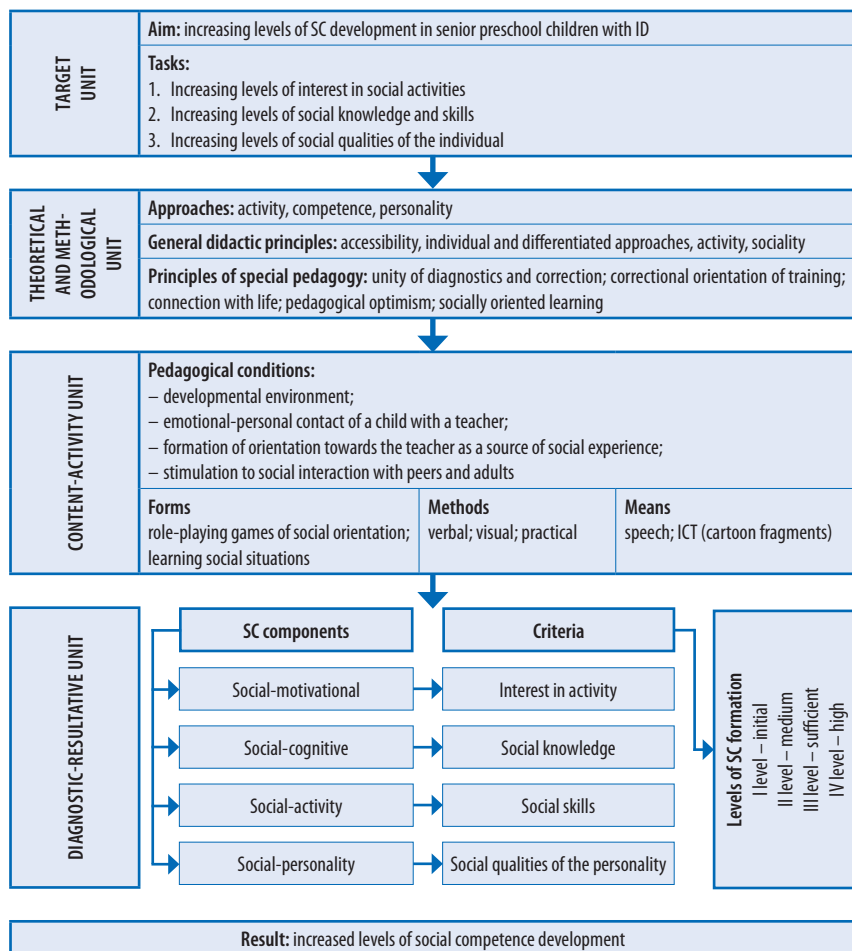 TARGET
UNIT
Aim: increasing levels of SC development in senior preschool children with ID
Tasks:
1. Increasing levels of interest in social activities
2. Increasing levels of social knowledge and skills
3. Increasing levels of social qualities of the individual
THEORETICAL
AND METH-
ODOLOGICAL
UNIT
Approaches: activity, competence, personality
General didactic principles: accessibility, individual and differentiated approaches, activity, sociality
Principles of special pedagogy: unity of diagnostics and correction; correctional orientation of training;
connection with life; pedagogical optimism; socially oriented learning
CONTENT-ACTIVITY UNIT
Pedagogical conditions:
– developmental environment;
– emotional-personal contact of a child with a teacher;
– formation of orientation towards the teacher as a source of social experience;
– stimulation to social interaction with peers and adults
Forms
role-playing games of social orientation;
learning social situations
Methods
verbal; visual; practical
Means
speech; ICT (cartoon fragments)
DIAGNOSTIC-RESULTATIVE UNIT
SC components
Criteria
Social-motivational
Interest in activity
Social-cognitive
Social knowledge
Social-activity
Social skills
Social-personality
Social qualities of the personality
Levels of SC formation
I level – initial
II level – medium
III level – sufficient
IV level – high
Result: increased levels of social competence development